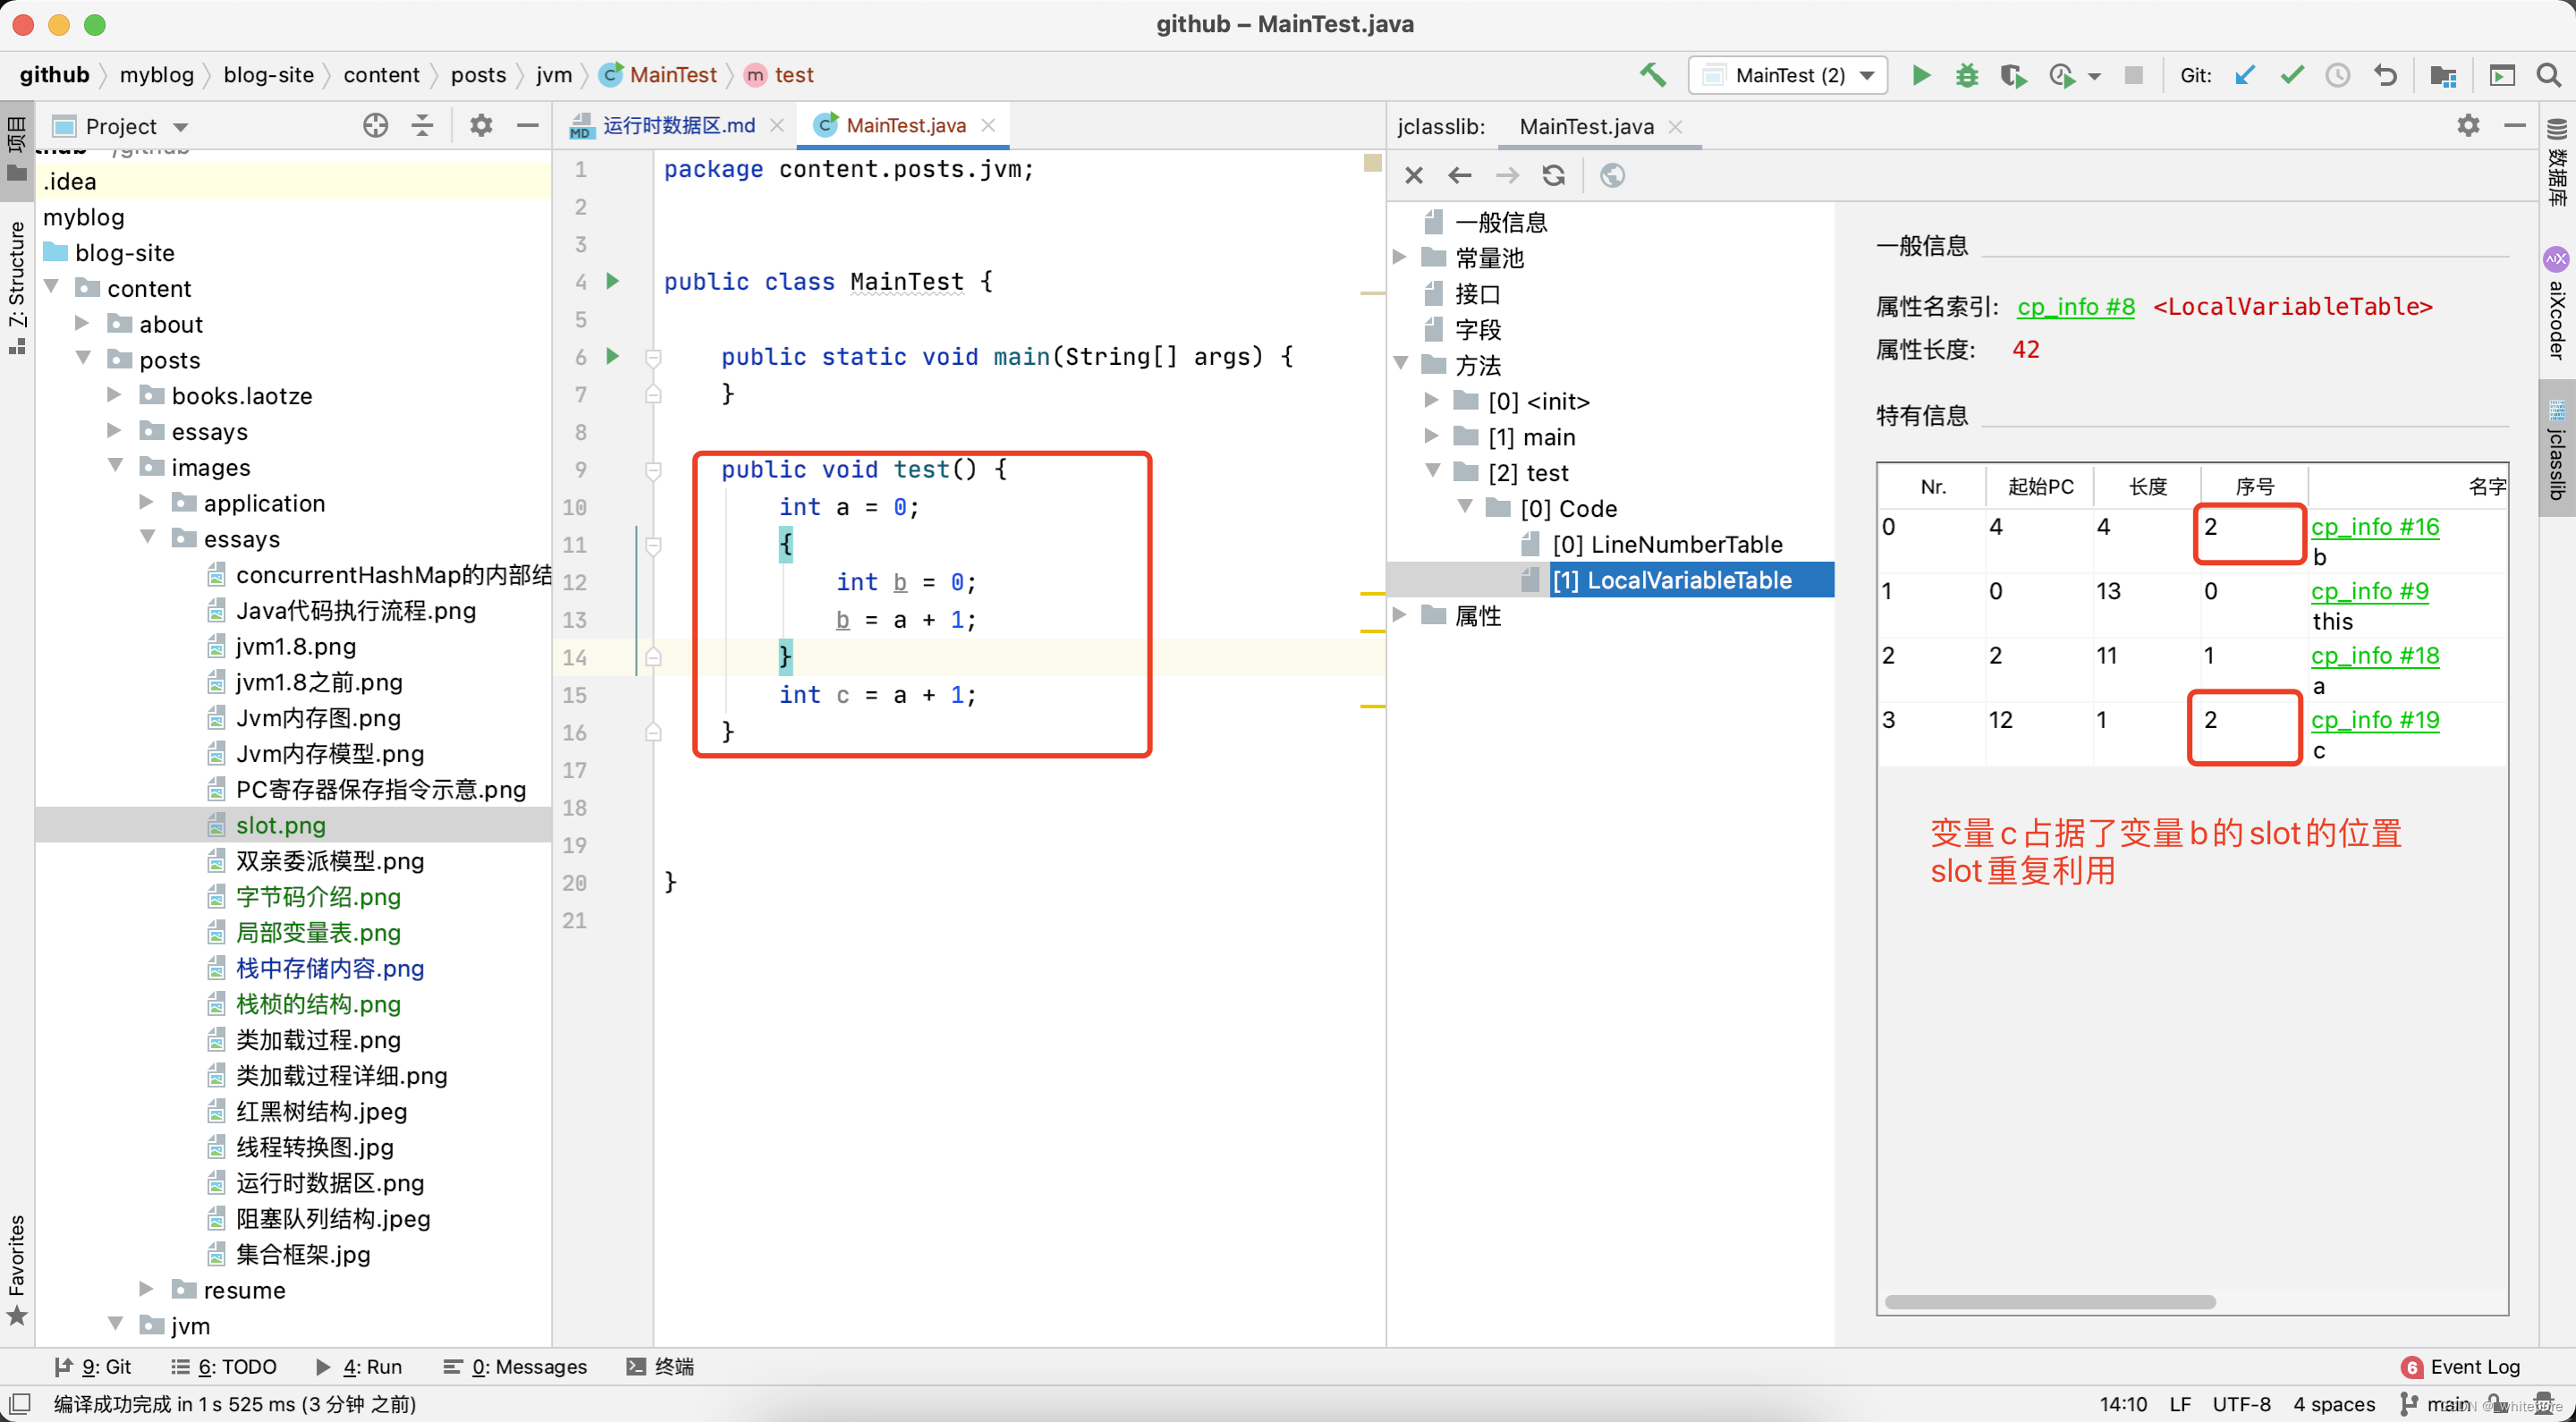 github – MainTest.java
github myblog blog-site content posts jvm MainTest test
MainTest (2)
Git:
项目
Project
运行时数据区.md
MainTest.java
jclasslib:
MainTest.java
.idea
myblog
blog-site
content
about
posts
books.laotze
essays
images
application
essays
concurrentHashMap的内部结
Java代码执行流程.png
jvm1.8.png
jvm1.8之前.png
Jvm内存图.png
Jvm内存模型.png
PC寄存器保存指令示意.png
slot.png
双亲委派模型.png
字节码介绍.png
局部变量表.png
栈中存储内容.png
栈桢的结构.png
类加载过程.png
类加载过程详细.png
红黑树结构.jpeg
线程转换图.jpg
运行时数据区.png
阻塞队列结构.jpeg
集合框架.jpg
resume
jvm
Z: Structure
Favorites
1 package content.posts.jvm;
2
3
4 public class MainTest {
5
6 public static void main(String[] args) {
7 }
8
9 public void test() {
10 int a = 0;
11 {
12 int b = 0;
13 b = a + 1;
14 }
15 int c = a + 1;
16 }
17
18
19
20 }
21
一般信息
常量池
接口
字段
方法
[0] <init>
[1] main
[2] test
[0] Code
[0] LineNumberTable
[1] LocalVariableTable
属性
一般信息
属性名索引: cp_info #8 <LocalVariableTable>
属性长度: 42
特有信息
Nr. 起始PC 长度 序号 名字
0 4 4 2 cp_info #16
b
1 0 13 0 cp_info #9
this
2 2 11 1 cp_info #18
a
3 12 1 2 cp_info #19
c
变量c占据了变量b的slot的位置
slot重复利用
数据库
aiXcoder
jclasslib
9: Git 6: TODO 4: Run 0: Messages 终端
6 Event Log
编译成功完成 in 1 s 525 ms (3 分钟 之前)
14:10 LF UTF-8 4 spaces